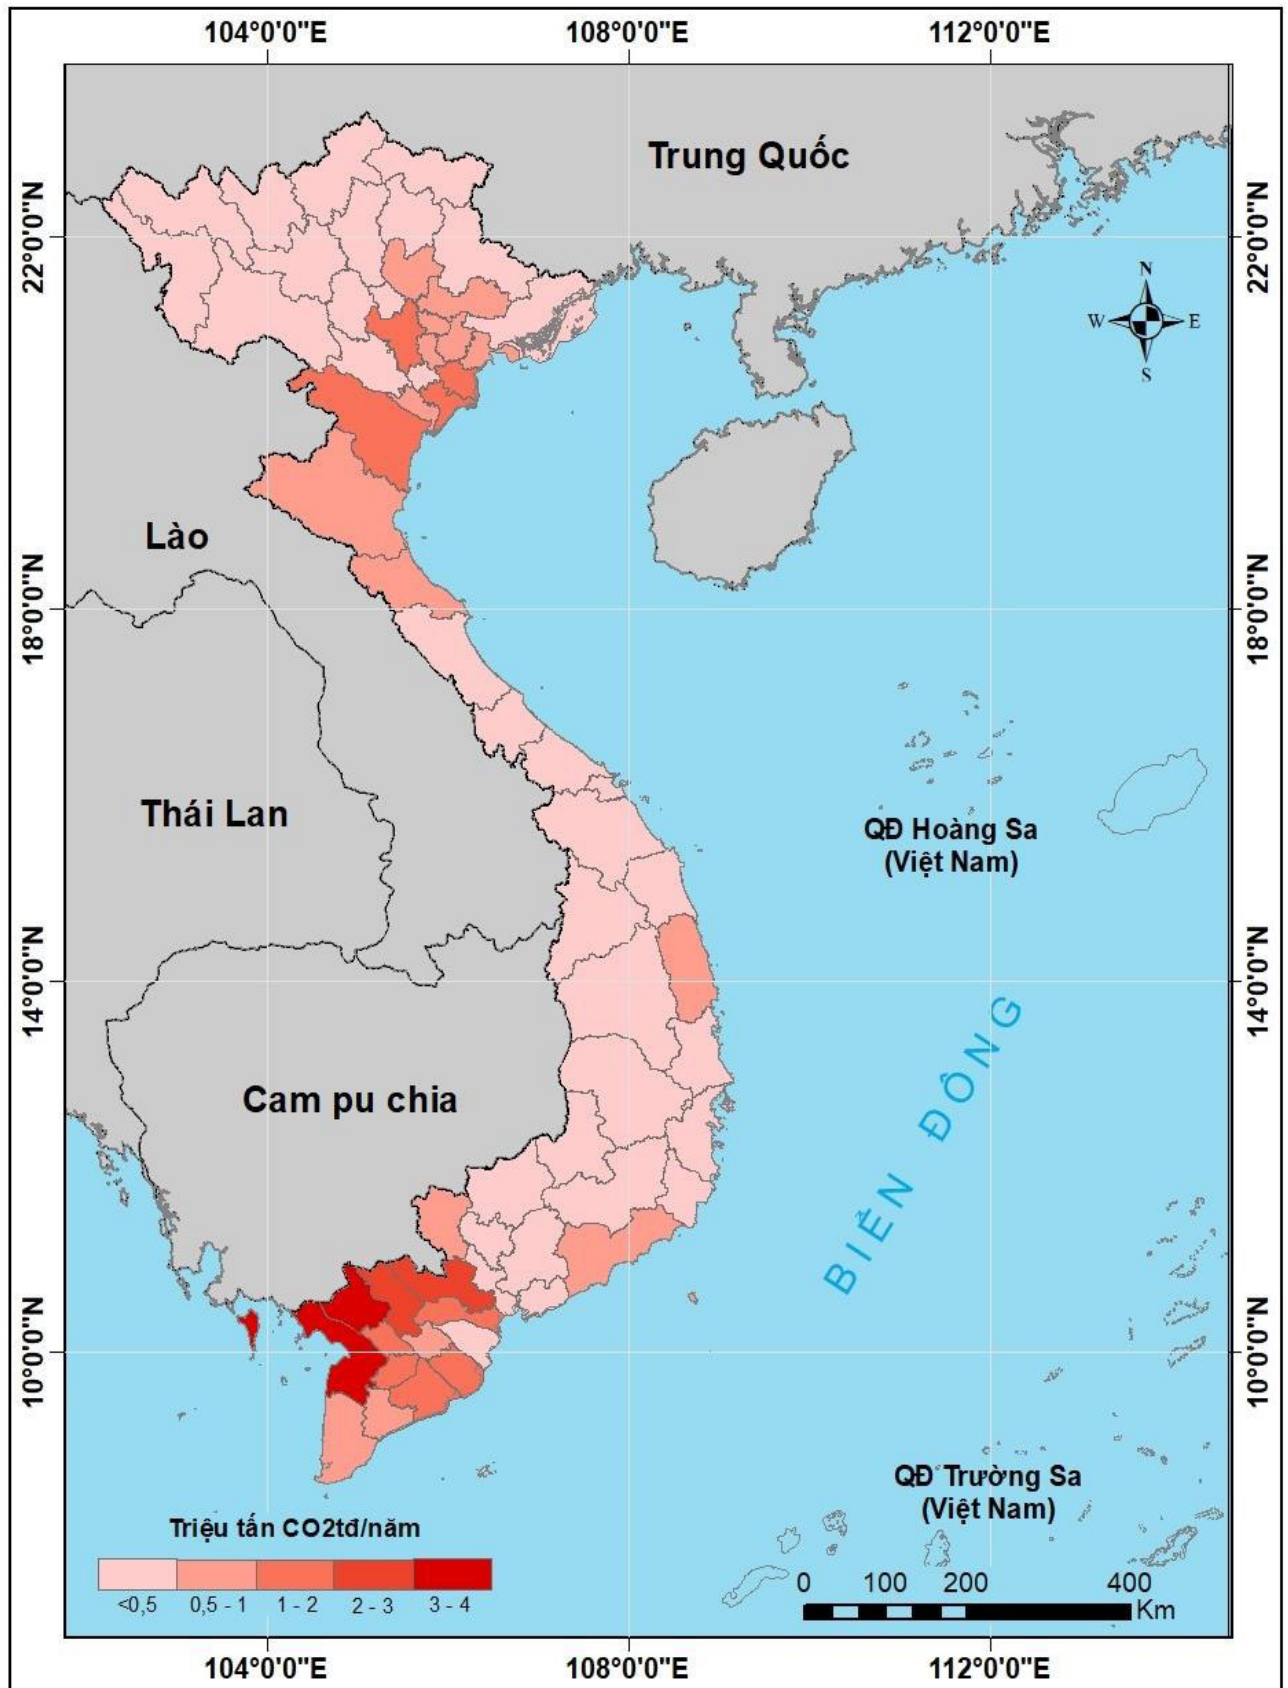 104°0'0"E 108°0'0"E 112°0'0"E
Trung Quốc
22°0'0"N 22°0'0"N
N
W E
S
Lào
18°0'0"N 18°0'0"N
Thái Lan
QĐ Hoàng Sa
(Việt Nam)
14°0'0"N 14°0'0"N
Cam pu chia
BIỂN ĐÔNG
10°0'0"N 10°0'0"N
QĐ Trường Sa
(Việt Nam)
Triệu tấn CO2tđ/năm
<0,5 0,5 - 1 1 - 2 2 - 3 3 - 4
0 100 200 400
Km
104°0'0"E 108°0'0"E 112°0'0"E